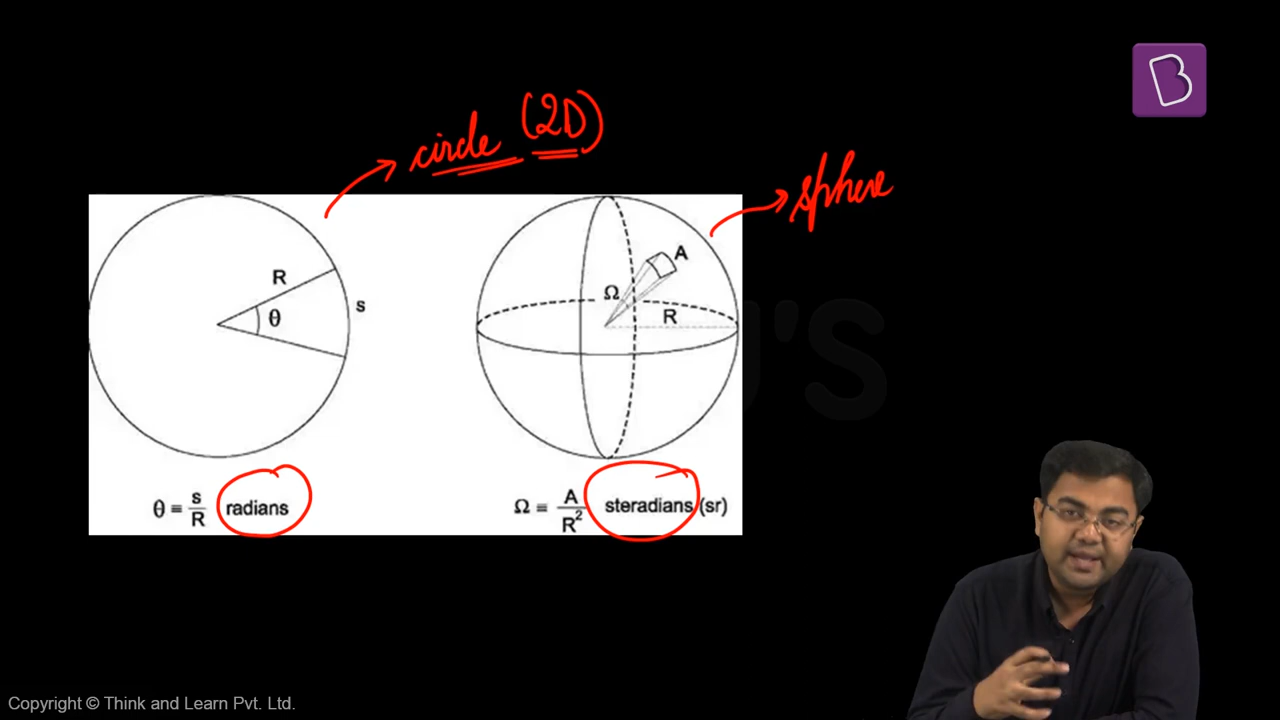 circle (2D)
sphere
R
θ
s
A
Ω
R
θ ≡ s/R radians
Ω ≡ A/R² steradians (sr)
'S
B
Copyright © Think and Learn Pvt. Ltd.